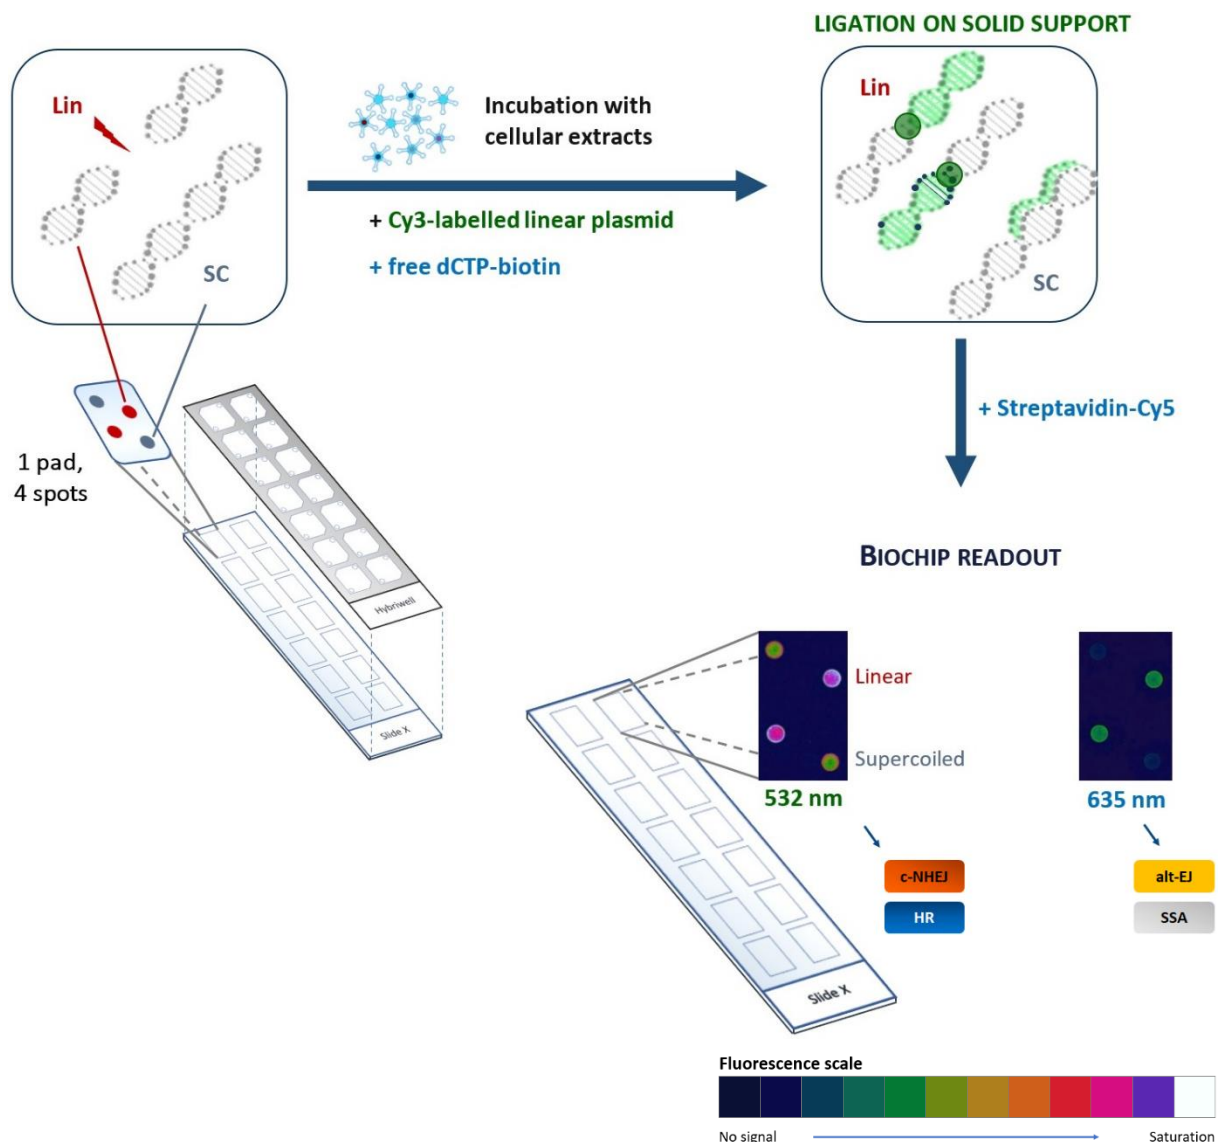 LIGATION ON SOLID SUPPORT
Lin
SC
Incubation with
cellular extracts
+ Cy3-labelled linear plasmid
+ free dCTP-biotin
Lin
SC
+ Streptavidin-Cy5
1 pad,
4 spots
Hybriwell
Slide X
BIOCHIP READOUT
Linear
Supercoiled
532 nm
635 nm
c-NHEJ
HR
alt-EJ
SSA
Slide X
Fluorescence scale
No signal
Saturation